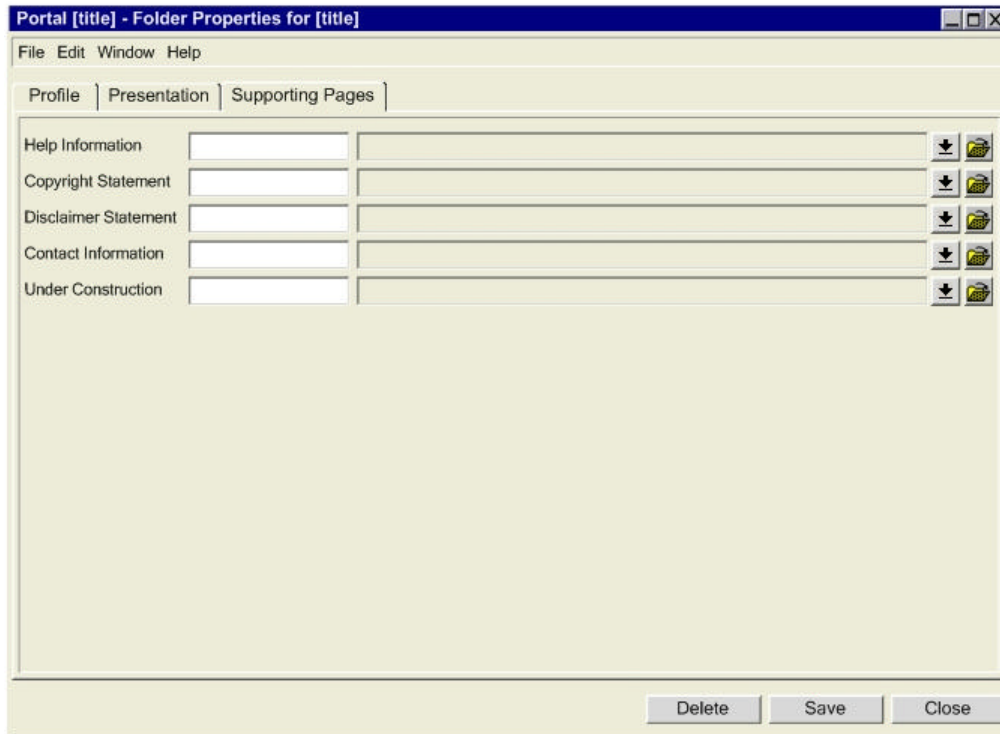 Portal [title] - Folder Properties for [title]
File Edit Window Help
Profile Presentation Supporting Pages
Help Information
Copyright Statement
Disclaimer Statement
Contact Information
Under Construction
Delete Save Close